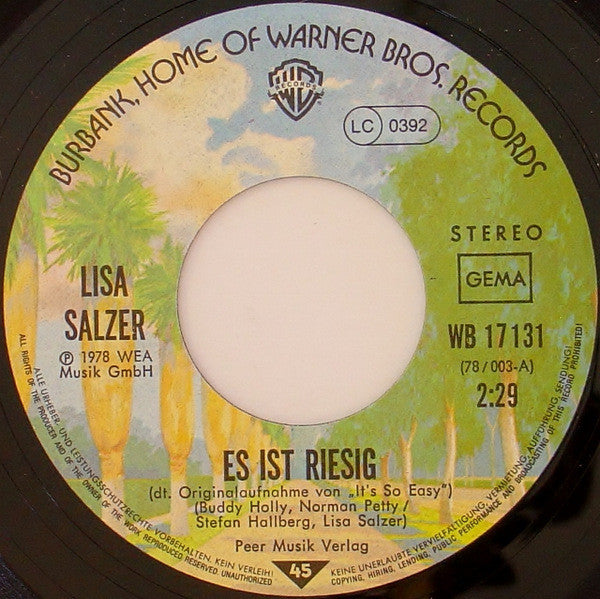 BURBANK, HOME OF WARNER BROS. RECORDS
WB
RECORDS
LC 0392
STEREO
GEMA
LISA
SALZER
Ⓟ 1978 WEA
Musik GmbH
WB 17131
(78/003-A)
2:29
ES IST RIESIG
(dt. Originalaufnahme von „It's So Easy")
(Buddy Holly, Norman Petty/
Stefan Hallberg, Lisa Salzer)
Peer Musik Verlag
45
ALLE URHEBER- UND LEISTUNGSSCHUTZRECHTE VORBEHALTEN. KEIN VERLEIH! KEINE UNERLAUBTE VERVIELFÄLTIGUNG, VERMIETUNG, AUFFÜHRUNG, SENDUNG!
ALL RIGHTS OF THE PRODUCER AND OF THE OWNER OF THE WORK REPRODUCED RESERVED. UNAUTHORIZED COPYING, HIRING, LENDING, PUBLIC PERFORMANCE AND BROADCASTING OF THIS RECORD PROHIBITED!